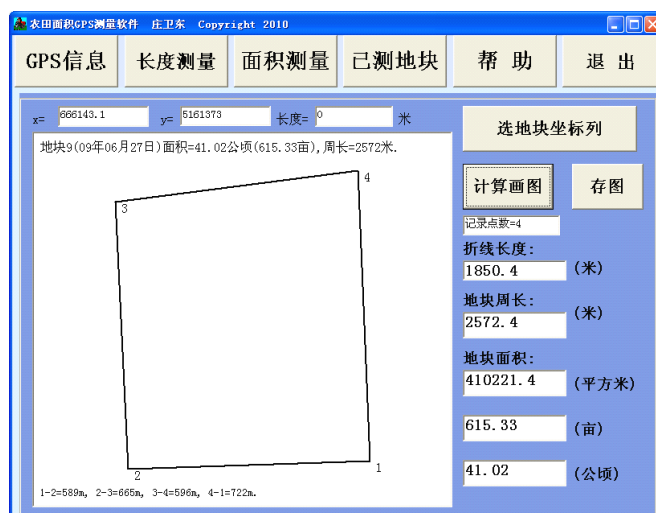 农田面积GPS测量软件 庄卫东 Copyright 2010
GPS信息 长度测量 面积测量 已测地块 帮 助 退 出
x= 666143.1 y= 5161373 长度= 0 米
选地块坐标列
地块9(09年06月27日)面积=41.02公顷(615.33亩),周长=2572米.
计算画图 存图
记录点数=4
折线长度:
1850.4 (米)
地块周长:
2572.4 (米)
地块面积:
410221.4 (平方米)
615.33 (亩)
41.02 (公顷)
4
3
1
2
1-2=589m, 2-3=665m, 3-4=596m, 4-1=722m.